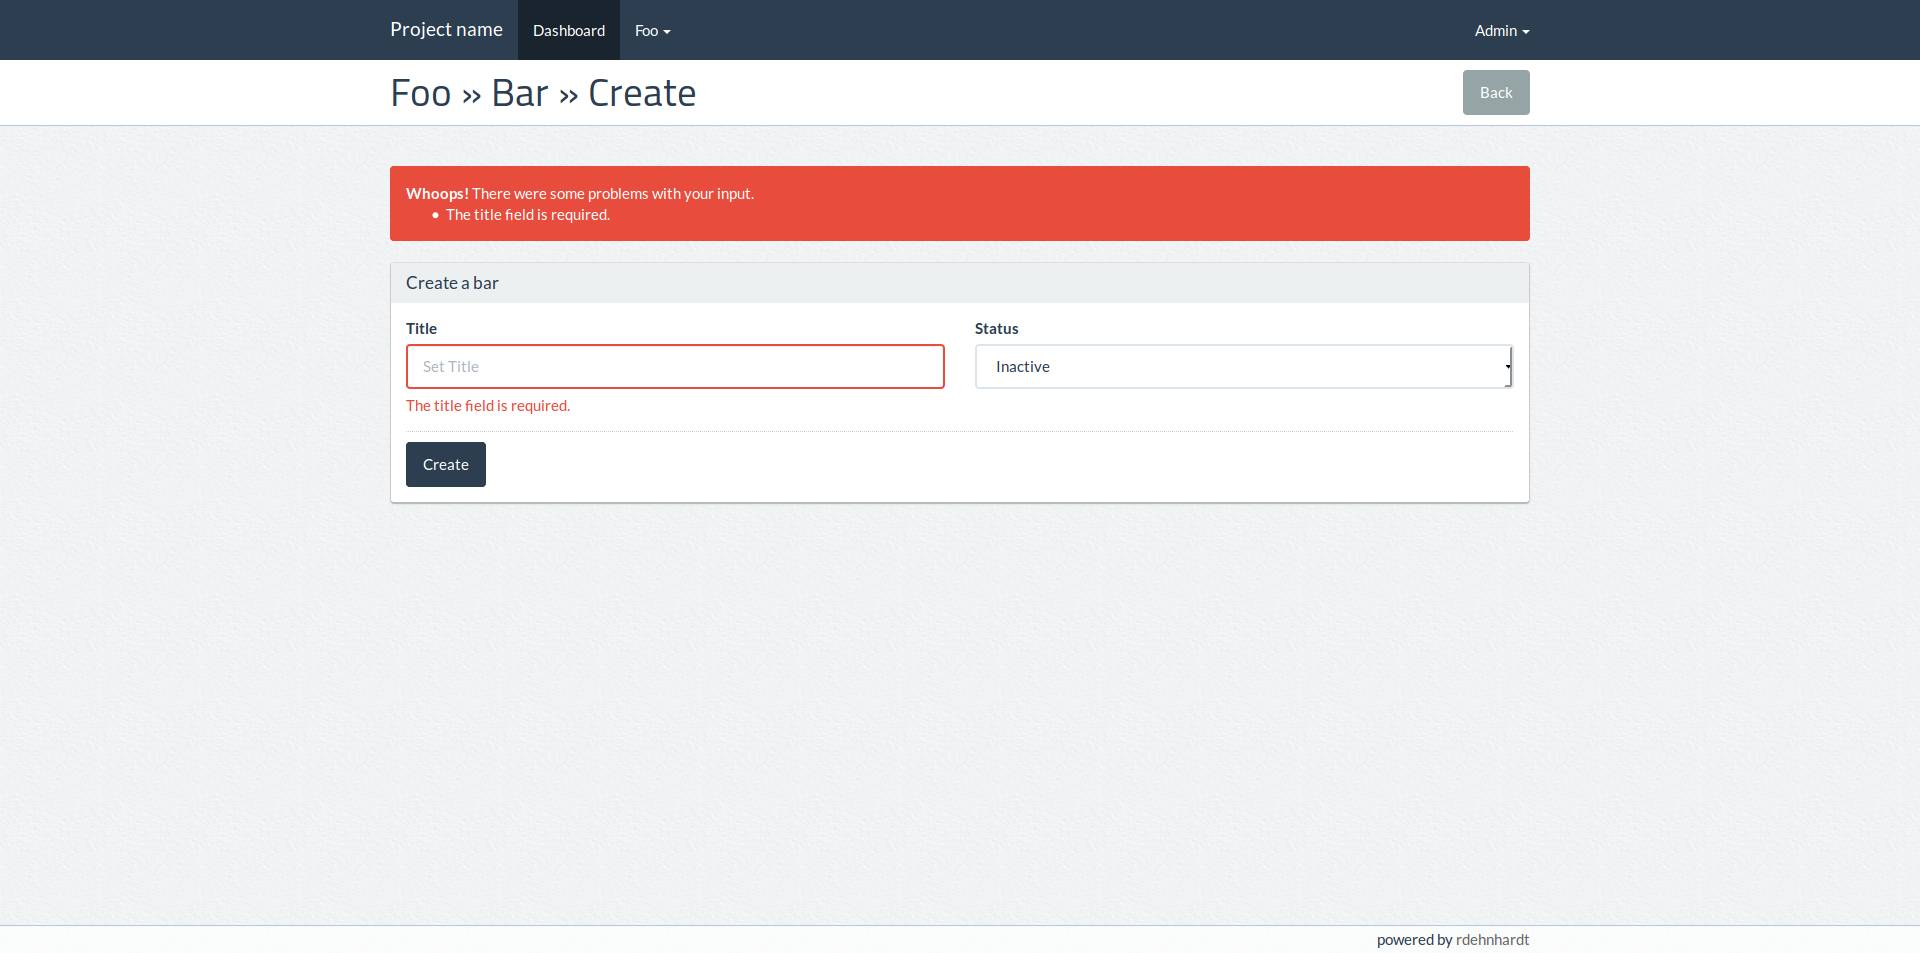 Project name Dashboard Foo Admin
Foo » Bar » Create Back
Whoops! There were some problems with your input.
• The title field is required.
Create a bar
Title Status
Set Title Inactive
The title field is required.
Create
powered by rdehnhardt